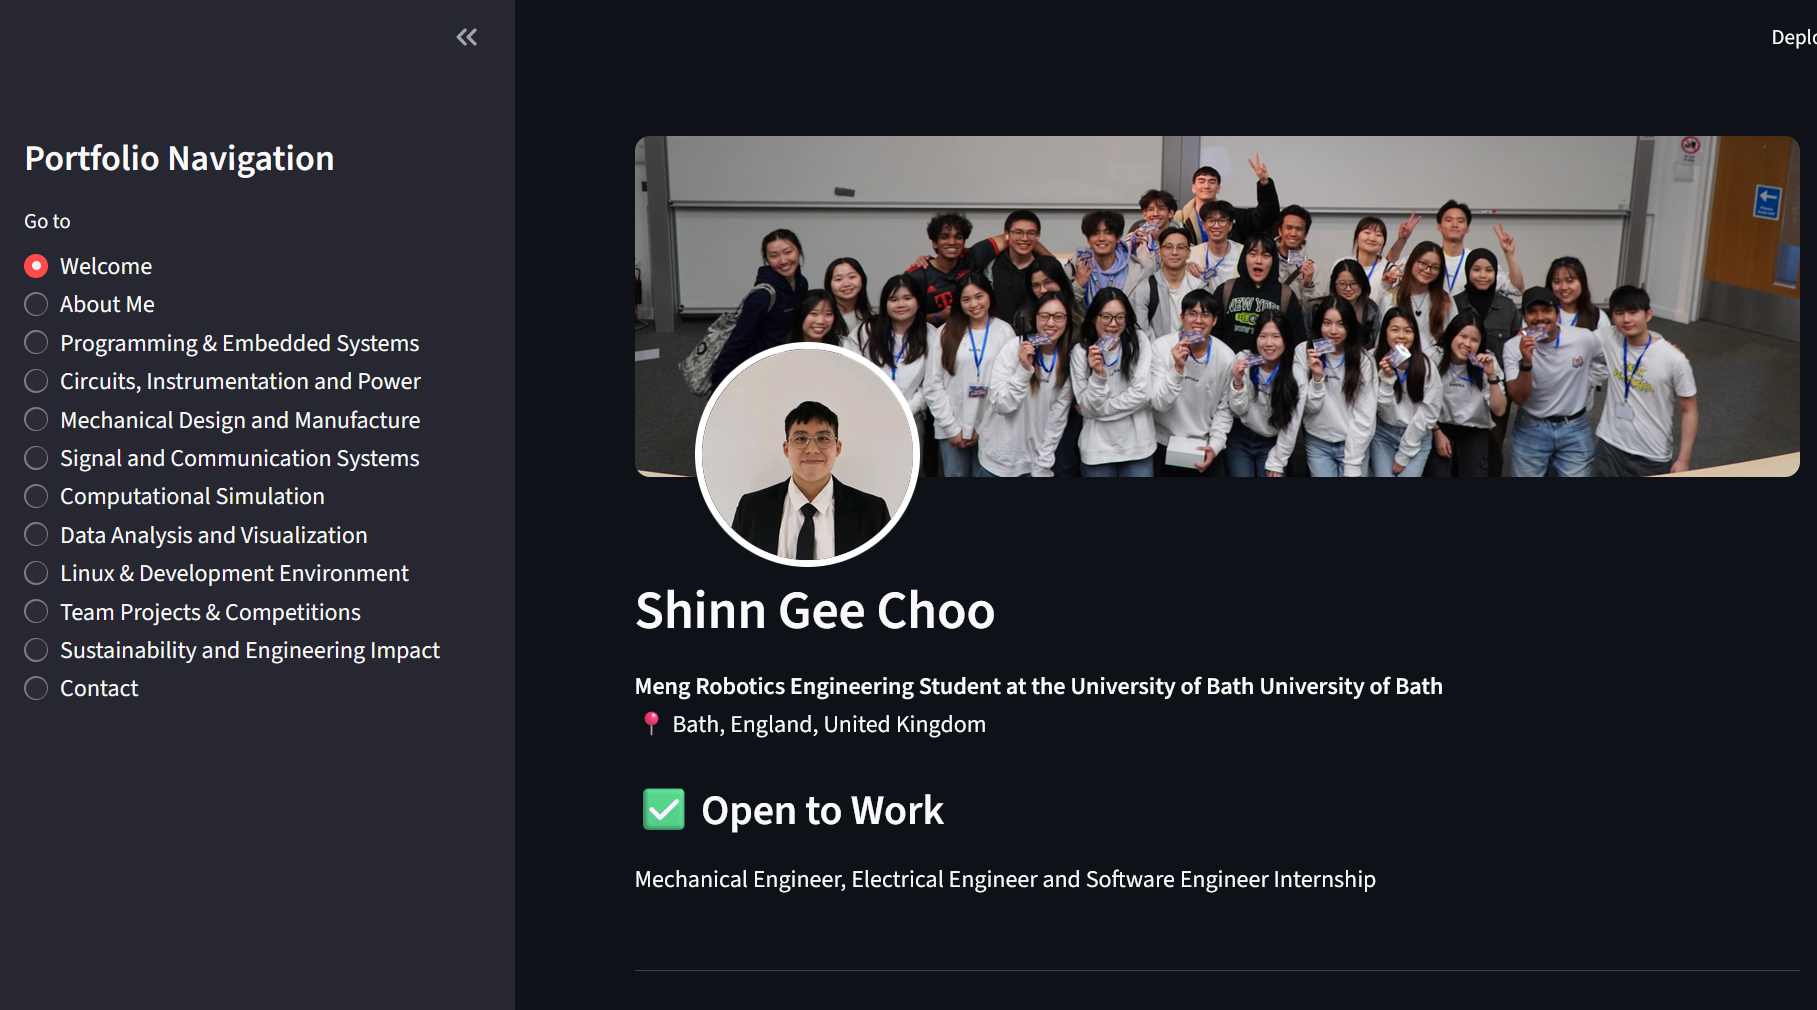 Deplo
Portfolio Navigation
Go to
Welcome
About Me
Programming & Embedded Systems
Circuits, Instrumentation and Power
Mechanical Design and Manufacture
Signal and Communication Systems
Computational Simulation
Data Analysis and Visualization
Linux & Development Environment
Team Projects & Competitions
Sustainability and Engineering Impact
Contact
NEW YORK
Shinn Gee Choo
Meng Robotics Engineering Student at the University of Bath University of Bath
Bath, England, United Kingdom
Open to Work
Mechanical Engineer, Electrical Engineer and Software Engineer Internship